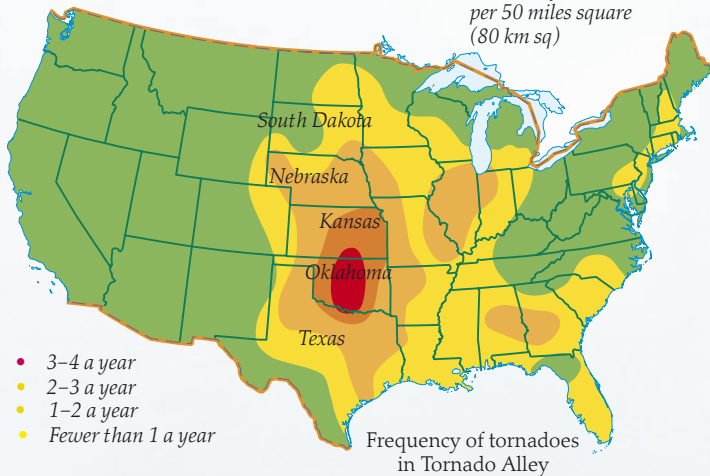 per 50 miles square
(80 km sq)
South Dakota
Nebraska
Kansas
Oklahoma
Texas
• 3–4 a year
• 2–3 a year
• 1–2 a year
• Fewer than 1 a year
Frequency of tornadoes
in Tornado Alley